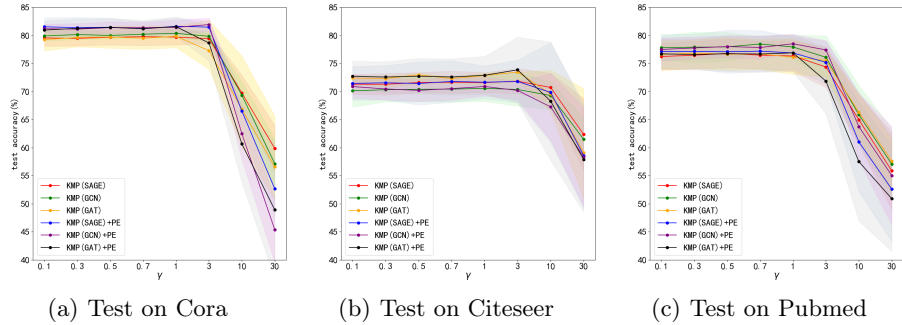 85
80
75
70
65
60
55
50
45
40
test accuracy(%)
KMP(SAGE)
KMP(GCN)
KMP(GAT)
KMP(SAGE)+PE
KMP(GCN)+PE
KMP(GAT)+PE
0.1 0.3 0.5 0.7 1 3 10 30
γ
(a) Test on Cora
85
80
75
70
65
60
55
50
45
40
test accuracy(%)
KMP(SAGE)
KMP(GCN)
KMP(GAT)
KMP(SAGE)+PE
KMP(GCN)+PE
KMP(GAT)+PE
0.1 0.3 0.5 0.7 1 3 10 30
γ
(b) Test on Citeseer
85
80
75
70
65
60
55
50
45
40
test accuracy(%)
KMP(SAGE)
KMP(GCN)
KMP(GAT)
KMP(SAGE)+PE
KMP(GCN)+PE
KMP(GAT)+PE
0.1 0.3 0.5 0.7 1 3 10 30
γ
(c) Test on Pubmed